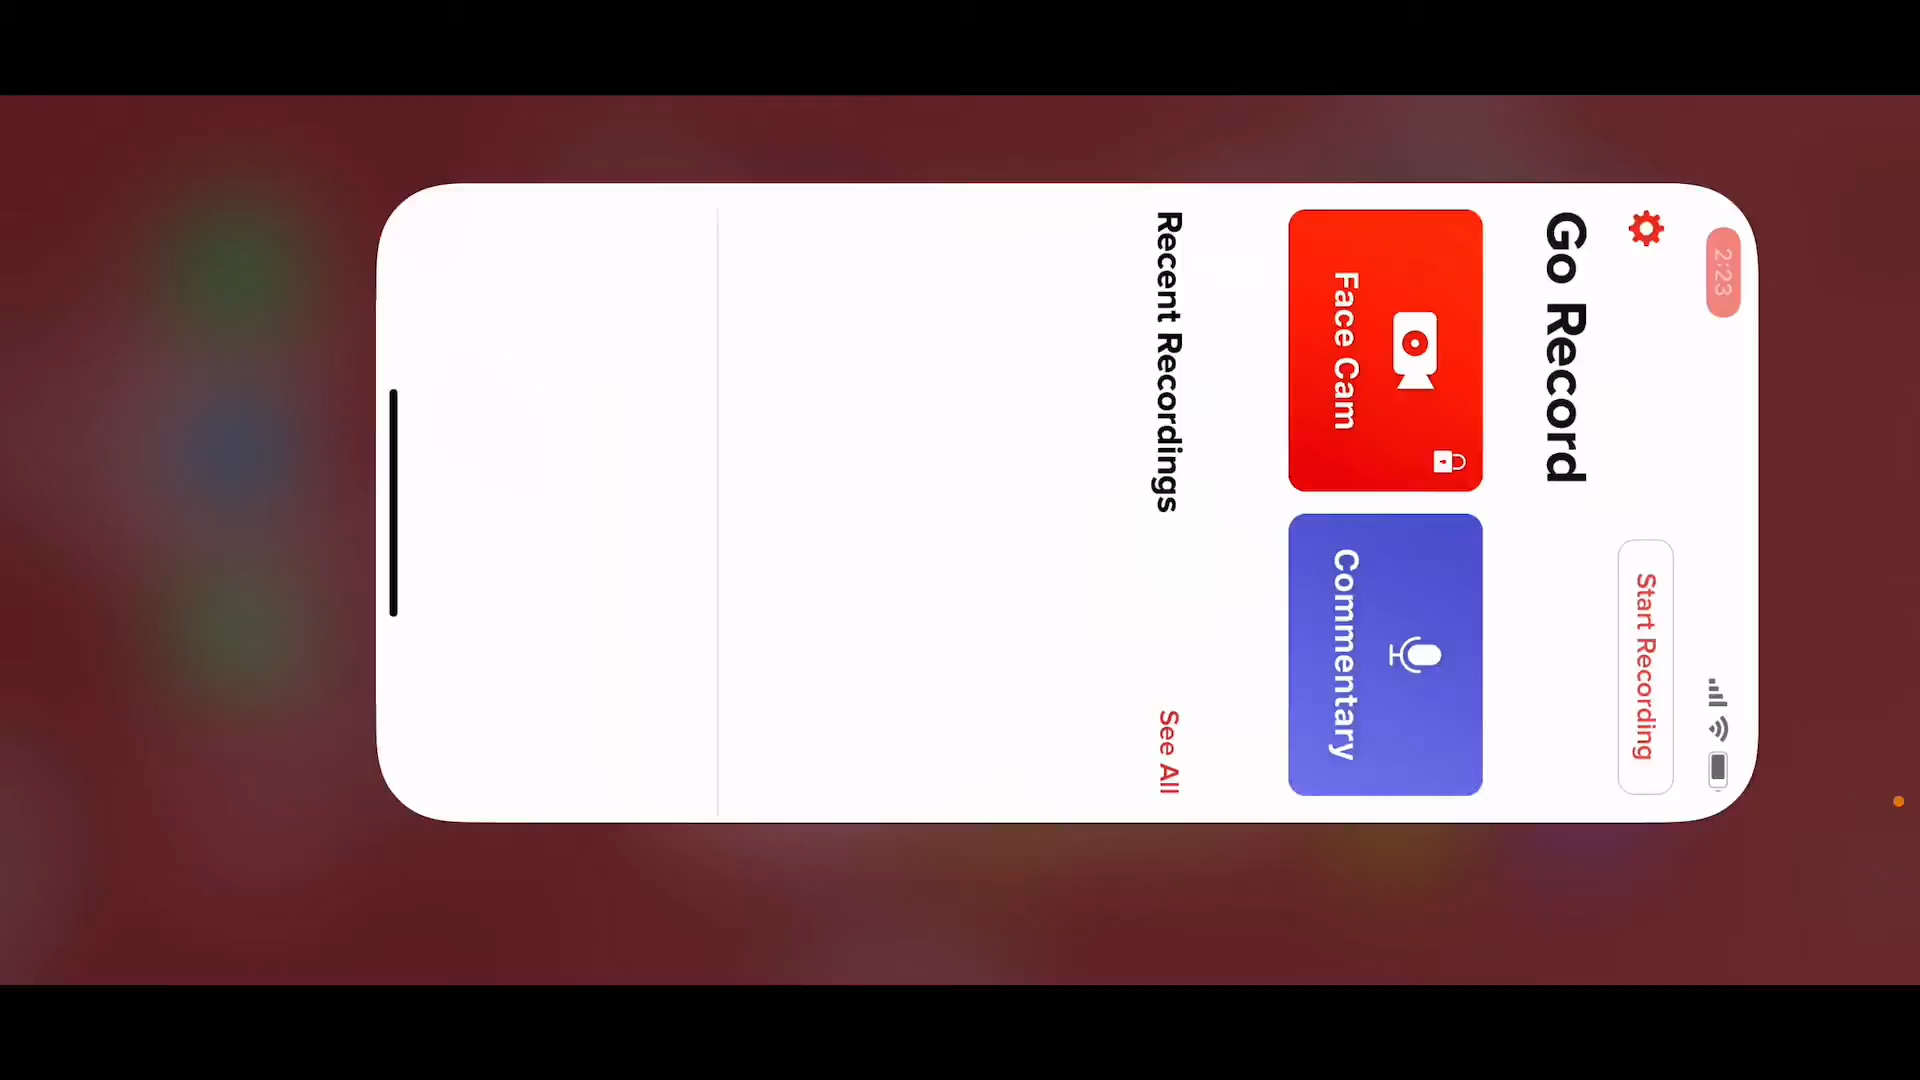 2:23
Start Recording
Go Record
Face Cam
Commentary
Recent Recordings
See All